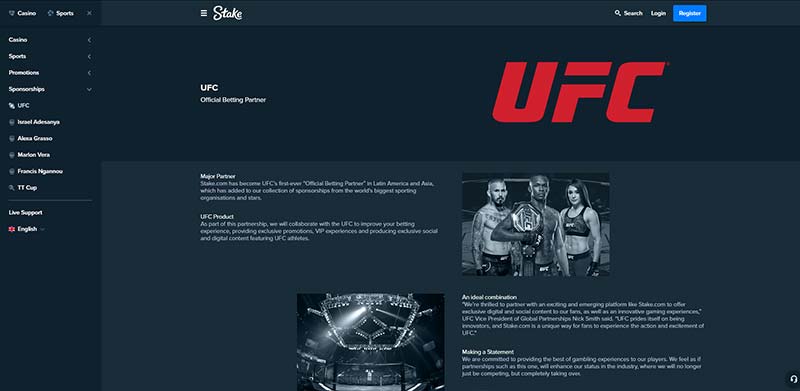 Casino
Sports
Stake
Search
Login
Register
Casino
Sports
Promotions
Sponsorships
UFC
Israel Adesanya
Alexa Grasso
Marlon Vera
Francis Ngannou
TT Cup
Live Support
English
UFC
Official Betting Partner
UFC
Major Partner
Stake.com has become UFC's first-ever "Official Betting Partner" in Latin America and Asia,
which has added to our collection of sponsorships from the world's biggest sporting
organisations and stars.
UFC Product
As part of this partnership, we will collaborate with the UFC to improve your betting
experience, providing exclusive promotions, VIP experiences and producing exclusive social
and digital content featuring UFC athletes.
UFC
UFC
An ideal combination
"We're thrilled to partner with an exciting and emerging platform like Stake.com to offer
exclusive digital and social content to our fans, as well as an innovative gaming experiences,"
UFC Vice President of Global Partnerships Nick Smith said. "UFC prides itself on being
innovators, and Stake.com is a unique way for fans to experience the action and excitement of
UFC."
Making a Statement
We are committed to providing the best of gambling experiences to our players. We feel as if
partnerships such as this one, will enhance our status in the industry, where we will no longer
just be competing, but completely taking over.